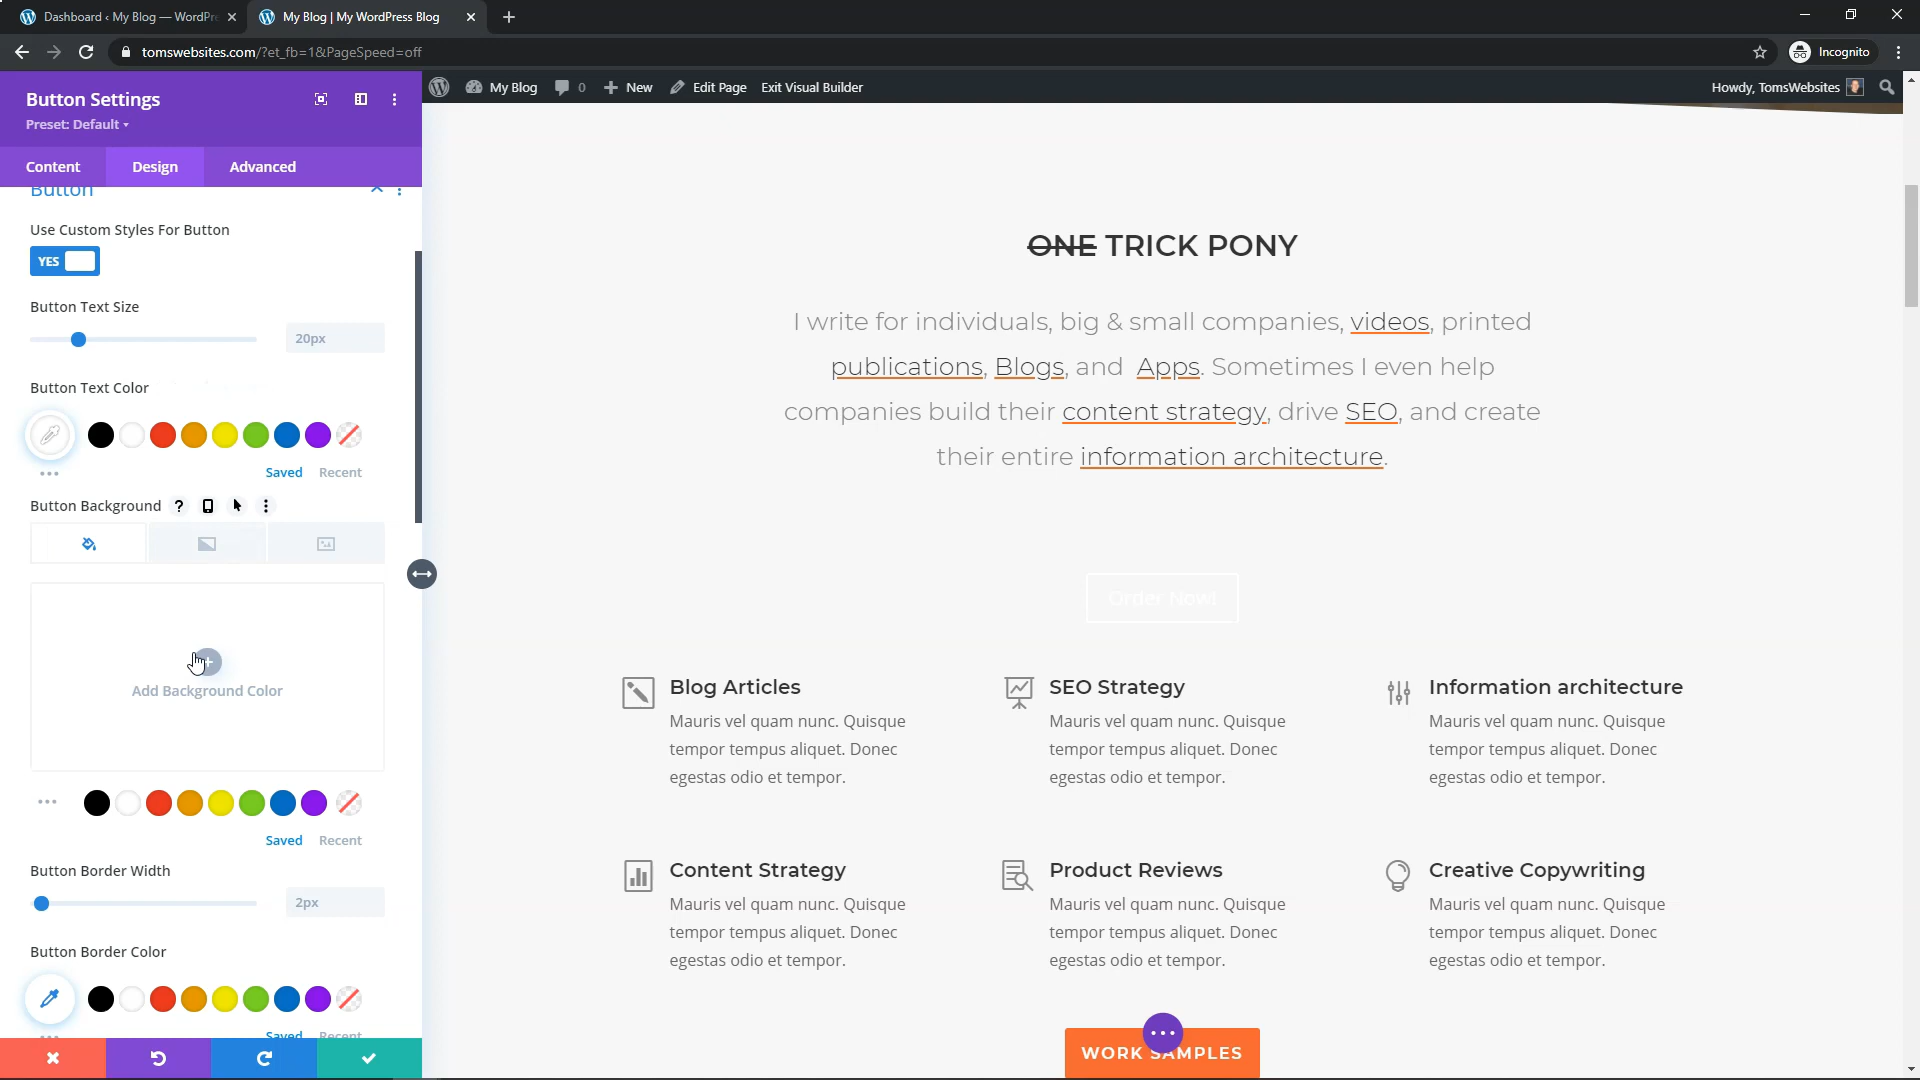 Dashboard ‹ My Blog — WordPre
My Blog | My WordPress Blog
tomswebsites.com/?et_fb=1&PageSpeed=off
Incognito
Button Settings
Preset: Default
My Blog
0
New
Edit Page
Exit Visual Builder
Howdy, TomsWebsites
Content
Design
Advanced
Button
Use Custom Styles For Button
YES
Button Text Size
20px
Button Text Color
Saved
Recent
Button Background
?
Add Background Color
Saved
Recent
Button Border Width
2px
Button Border Color
Saved
Recent
ONE TRICK PONY
I write for individuals, big & small companies, videos, printed
publications, Blogs, and Apps. Sometimes I even help
companies build their content strategy, drive SEO, and create
their entire information architecture.
Order Now!
Blog Articles
Mauris vel quam nunc. Quisque
tempor tempus aliquet. Donec
egestas odio et tempor.
SEO Strategy
Mauris vel quam nunc. Quisque
tempor tempus aliquet. Donec
egestas odio et tempor.
Information architecture
Mauris vel quam nunc. Quisque
tempor tempus aliquet. Donec
egestas odio et tempor.
Content Strategy
Mauris vel quam nunc. Quisque
tempor tempus aliquet. Donec
egestas odio et tempor.
Product Reviews
Mauris vel quam nunc. Quisque
tempor tempus aliquet. Donec
egestas odio et tempor.
Creative Copywriting
Mauris vel quam nunc. Quisque
tempor tempus aliquet. Donec
egestas odio et tempor.
WORK SAMPLES